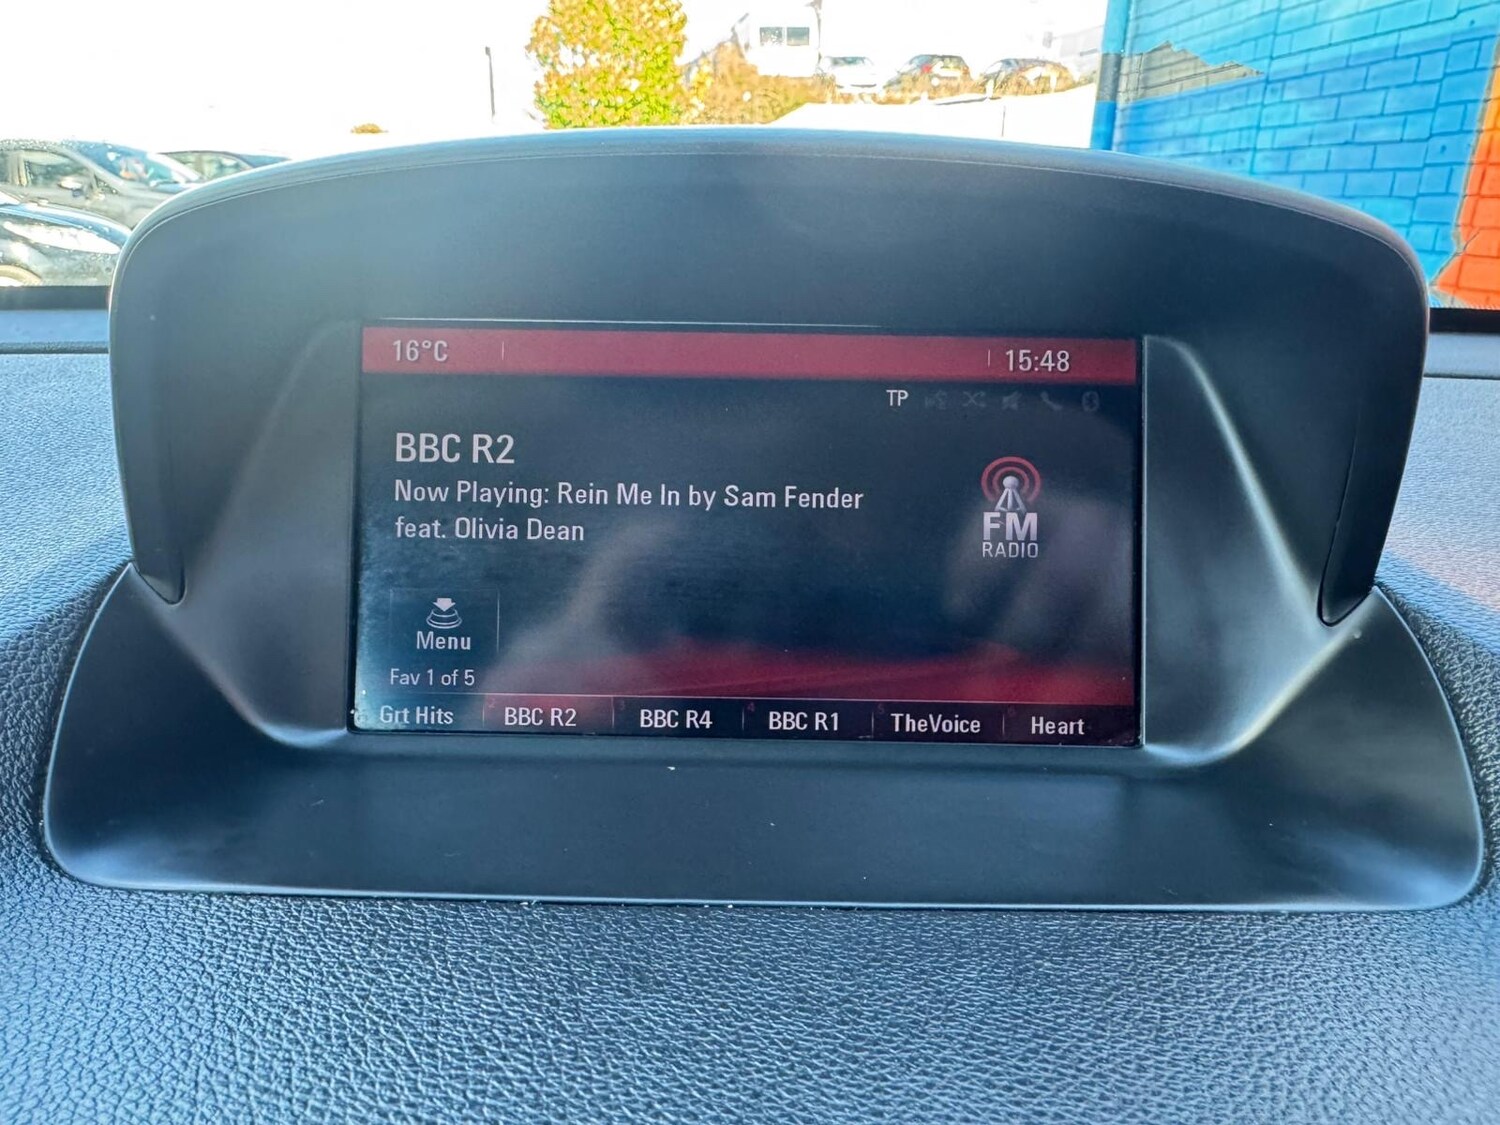 16°C 15:48
TP
BBC R2
Now Playing: Rein Me In by Sam Fender
feat. Olivia Dean
FM
RADIO
Menu
Fav 1 of 5
Grt Hits BBC R2 BBC R4 BBC R1 TheVoice Heart